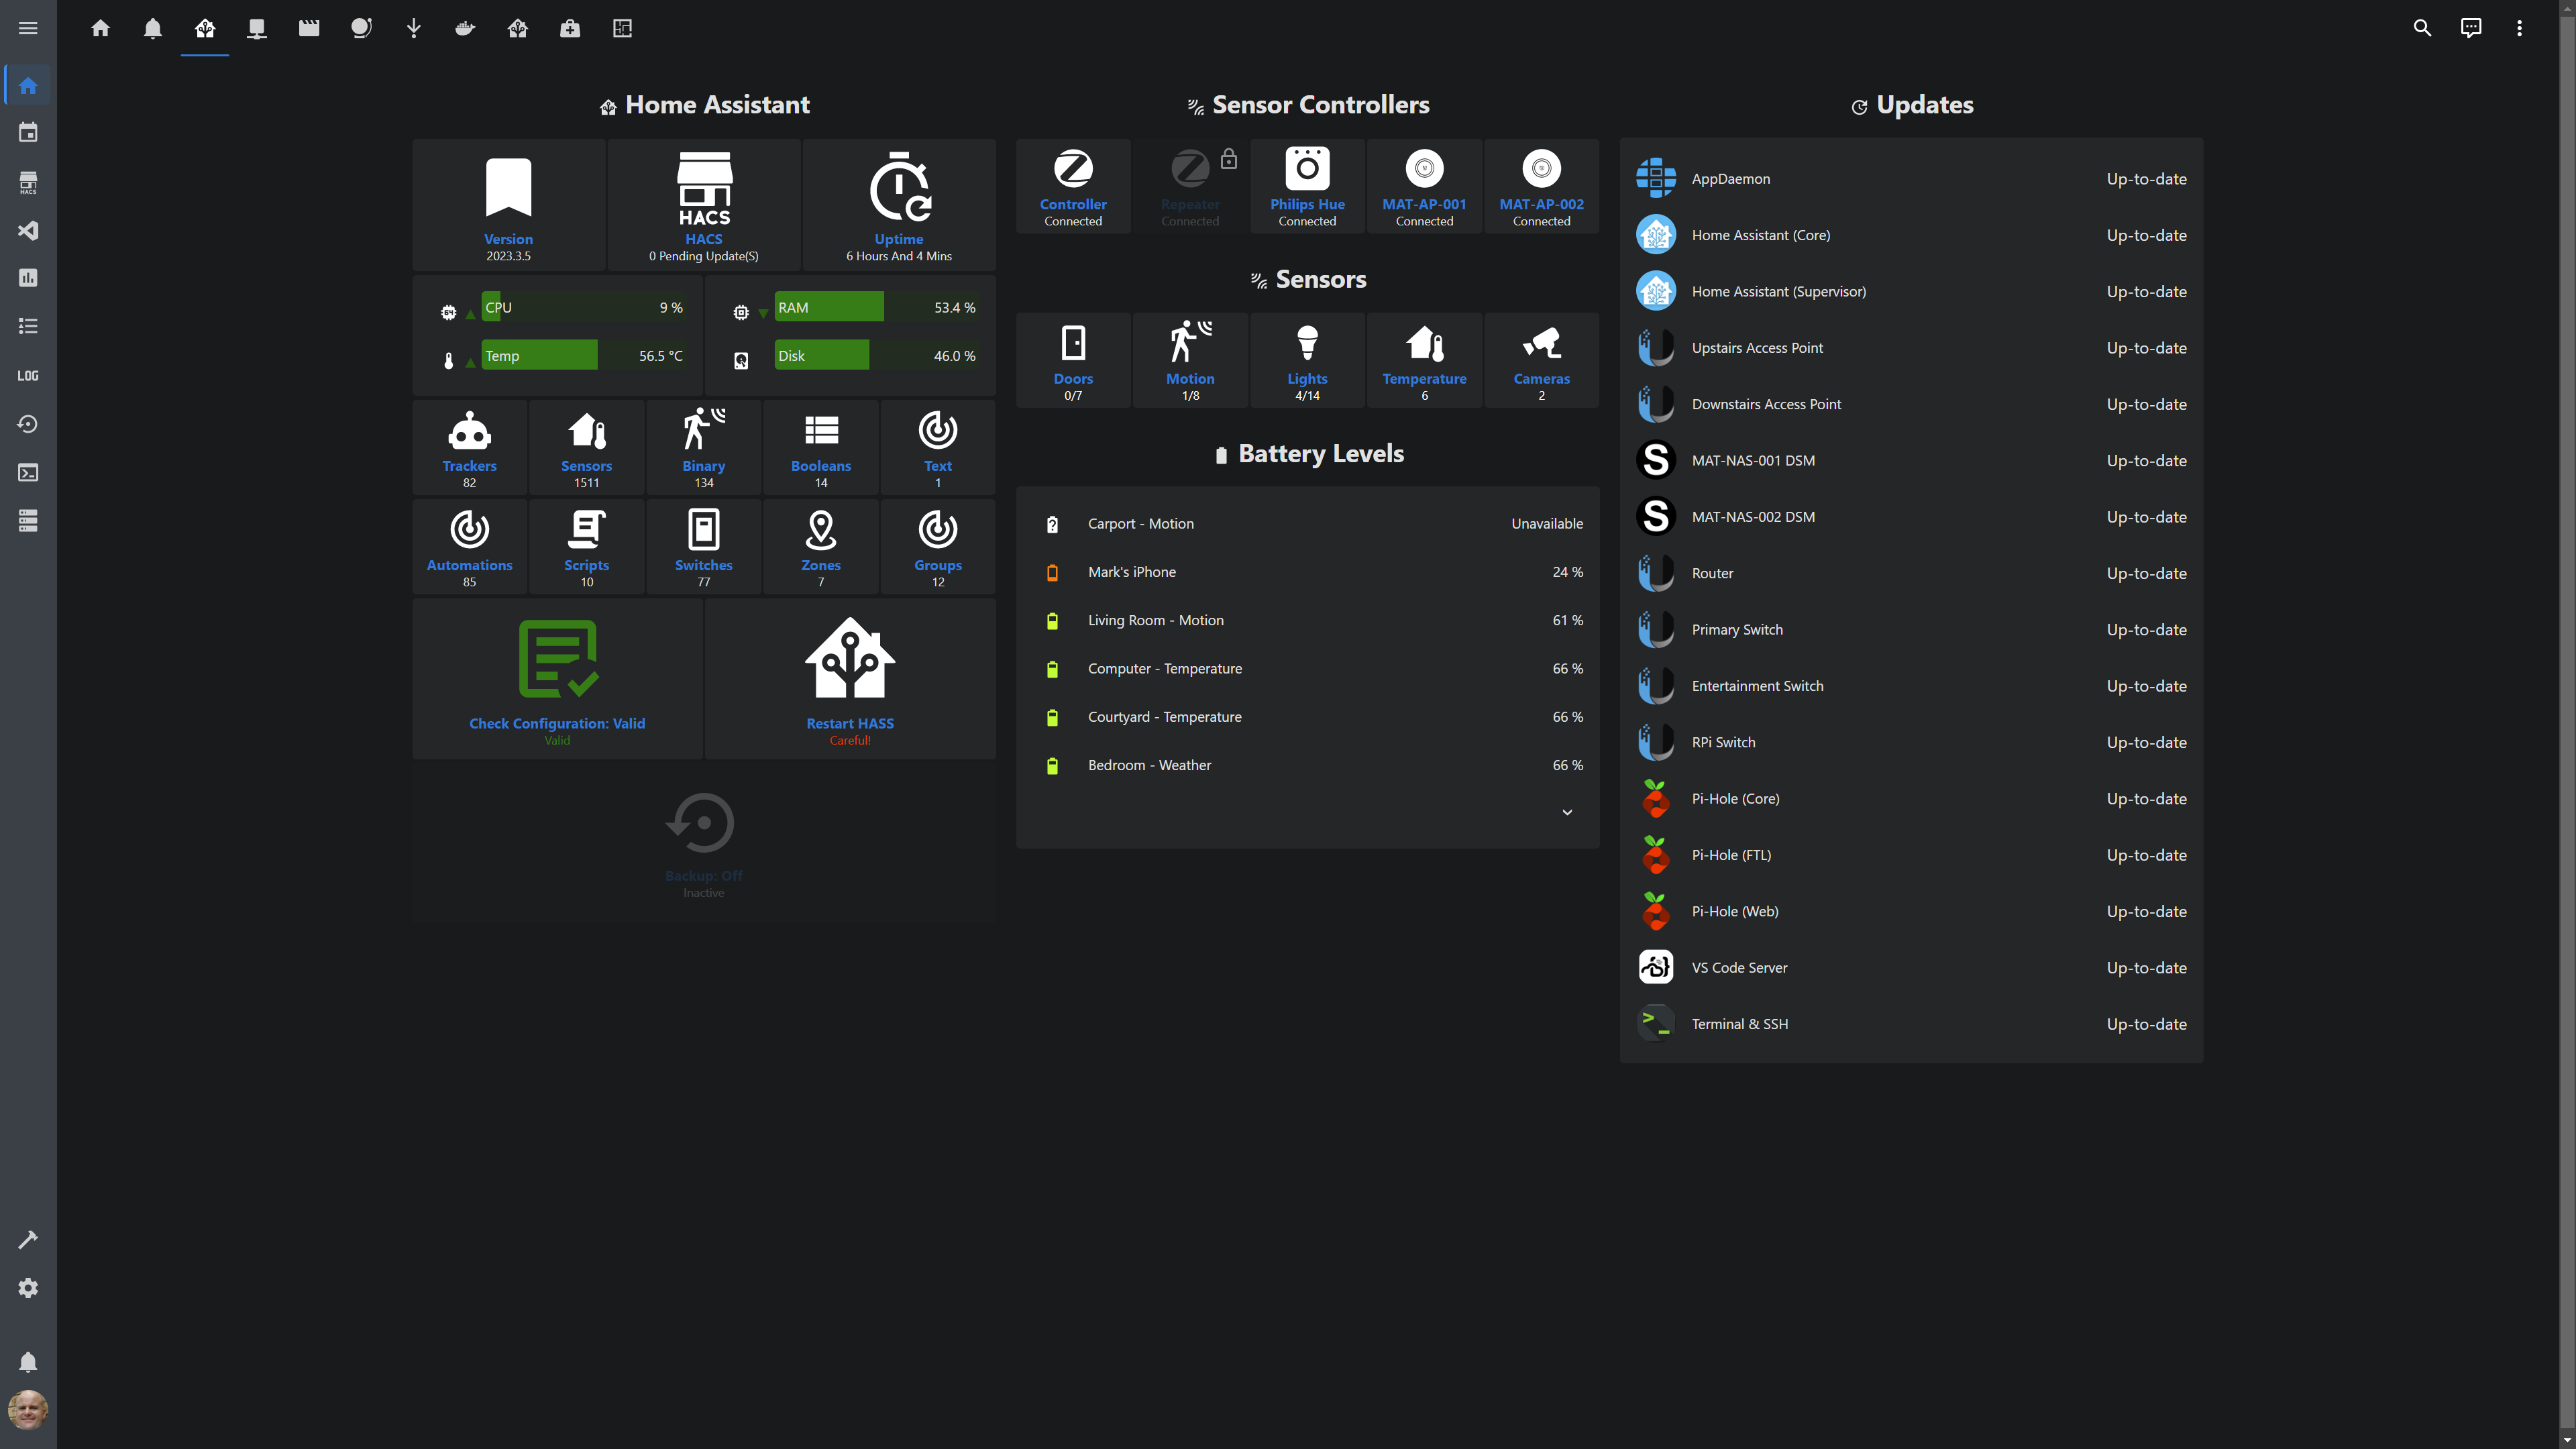 HACS
LOG
Home Assistant
Version
2023.3.5
HACS
HACS
0 Pending Update(S)
Uptime
6 Hours And 4 Mins
64
CPU
9 %
RAM
53.4 %
Temp
56.5 °C
Disk
46.0 %
Trackers
82
Sensors
1511
Binary
134
Booleans
14
Text
1
Automations
85
Scripts
10
Switches
77
Zones
7
Groups
12
Check Configuration: Valid
Valid
Restart HASS
Careful!
Backup: Off
Inactive
Sensor Controllers
Controller
Connected
Repeater
Connected
Philips Hue
Connected
MAT-AP-001
Connected
MAT-AP-002
Connected
Sensors
Doors
0/7
Motion
1/8
Lights
4/14
Temperature
6
Cameras
2
Battery Levels
Carport - Motion Unavailable
Mark's iPhone 24 %
Living Room - Motion 61 %
Computer - Temperature 66 %
Courtyard - Temperature 66 %
Bedroom - Weather 66 %
Updates
AppDaemon Up-to-date
Home Assistant (Core) Up-to-date
Home Assistant (Supervisor) Up-to-date
Upstairs Access Point Up-to-date
Downstairs Access Point Up-to-date
S MAT-NAS-001 DSM Up-to-date
S MAT-NAS-002 DSM Up-to-date
Router Up-to-date
Primary Switch Up-to-date
Entertainment Switch Up-to-date
RPi Switch Up-to-date
Pi-Hole (Core) Up-to-date
Pi-Hole (FTL) Up-to-date
Pi-Hole (Web) Up-to-date
VS Code Server Up-to-date
Terminal & SSH Up-to-date